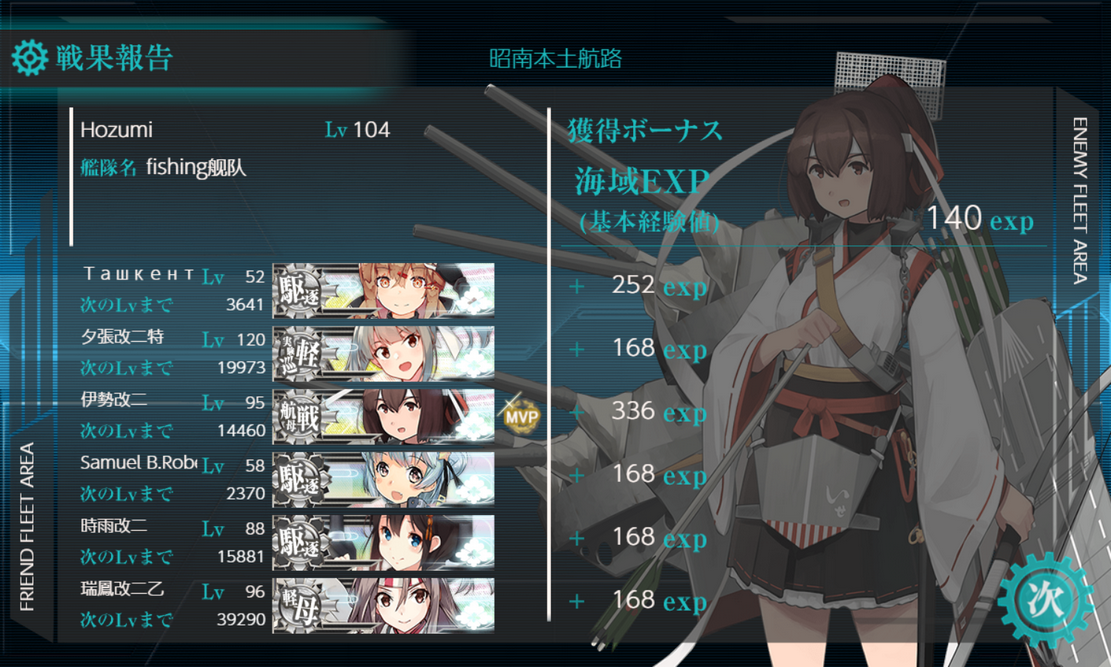 戦果報告
昭南本土航路
Hozumi Lv 104
艦隊名 fishing舰队
獲得ボーナス
海域EXP
(基本経験値)
140 exp
Ташкент Lv 52
次のLvまで 3641
駆逐
+ 252 exp
夕張改二特 Lv 120
次のLvまで 19973
実験軽巡
+ 168 exp
伊勢改二 Lv 95
次のLvまで 14460
航母戦
MVP
+ 336 exp
Samuel B.Robe Lv 58
次のLvまで 2370
駆逐
+ 168 exp
時雨改二 Lv 88
次のLvまで 15881
駆逐
+ 168 exp
瑞鳳改二乙 Lv 96
次のLvまで 39290
軽母
+ 168 exp
FRIEND FLEET AREA
ENEMY FLEET AREA
いせ
次